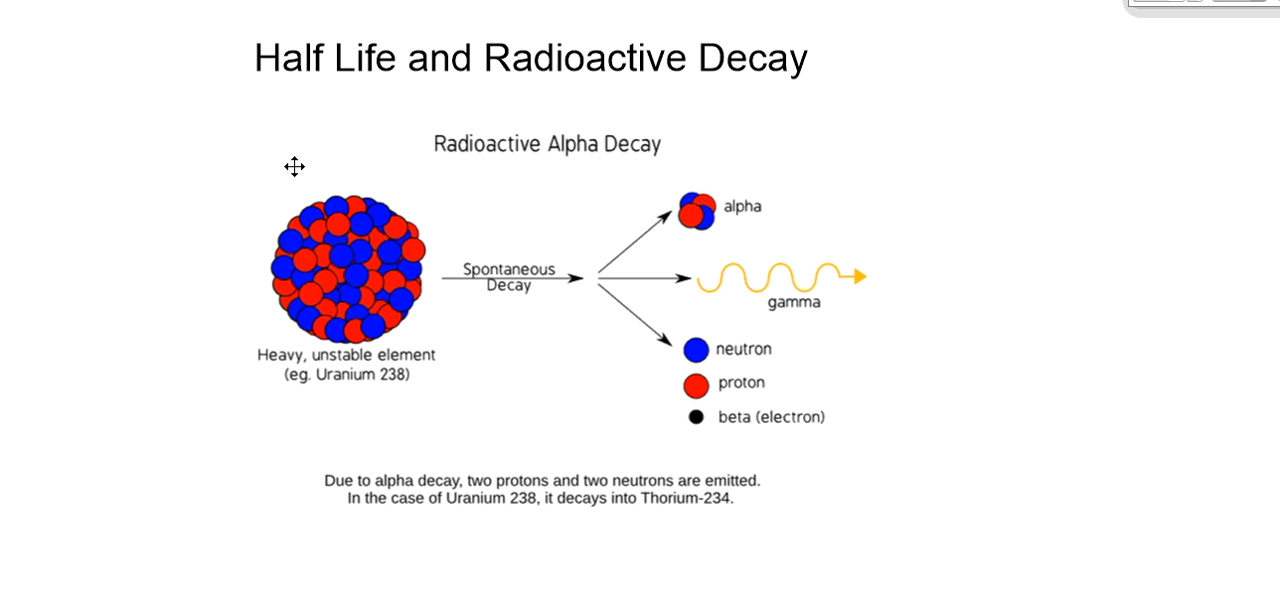 Half Life and Radioactive Decay
Radioactive Alpha Decay
alpha
Spontaneous
Decay
gamma
neutron
Heavy, unstable element
(eg. Uranium 238)
proton
beta (electron)
Due to alpha decay, two protons and two neutrons are emitted.
In the case of Uranium 238, it decays into Thorium-234.